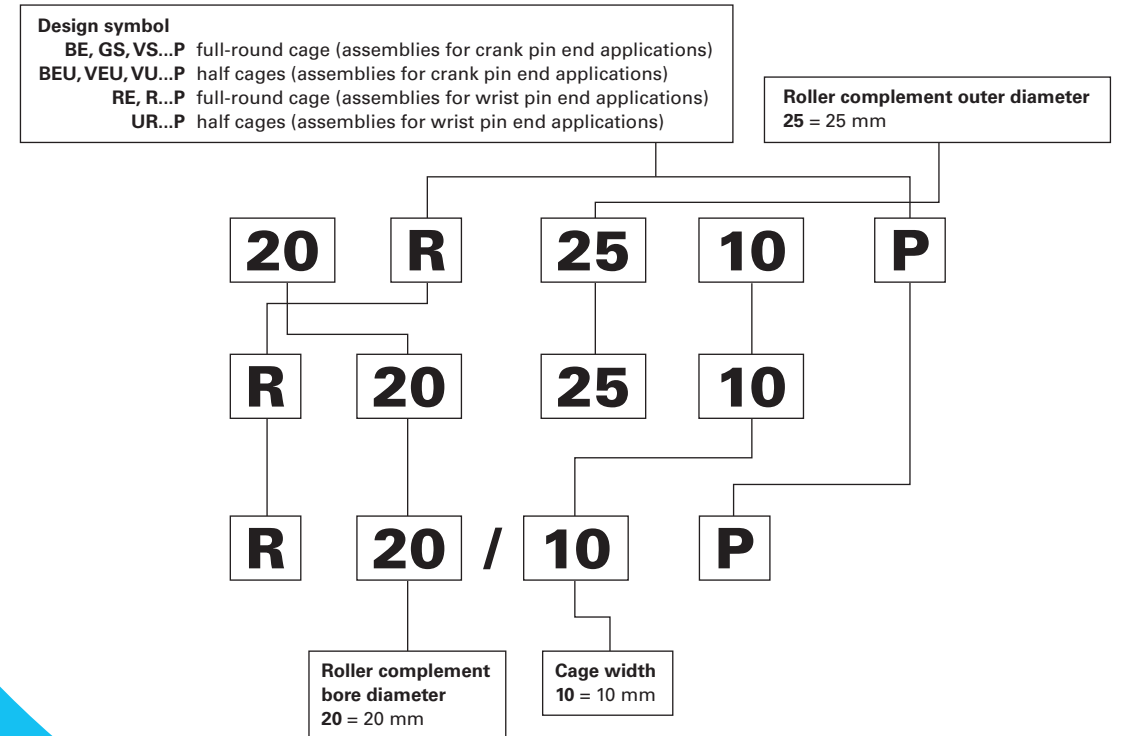 Design symbol
BE, GS, VS...P full-round cage (assemblies for crank pin end applications)
BEU, VEU, VU...P half cages (assemblies for crank pin end applications)
RE, R...P full-round cage (assemblies for wrist pin end applications)
UR...P half cages (assemblies for wrist pin end applications)
Roller complement outer diameter
25 = 25 mm
20 R 25 10 P
R 20 25 10
R 20 / 10 P
Roller complement
bore diameter
20 = 20 mm
Cage width
10 = 10 mm